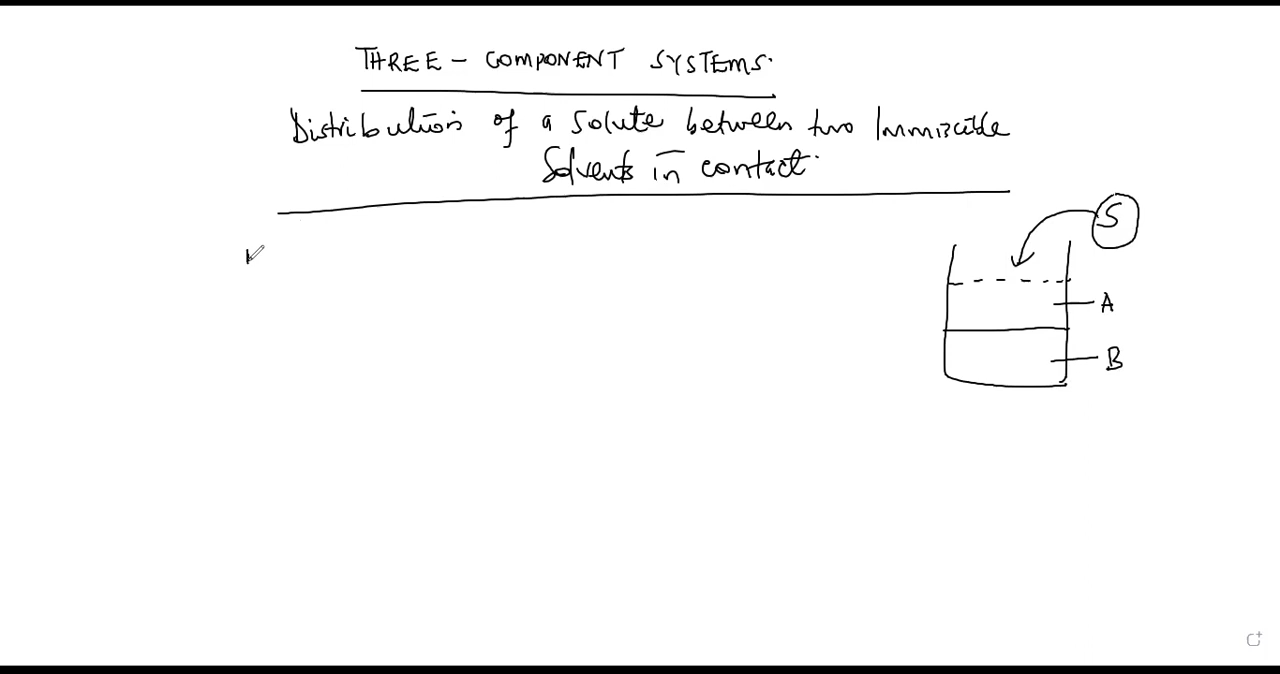 THREE - COMPONENT SYSTEMS.
Distribution of a solute between two Immiscible
Solvents in contact.
S
A
B